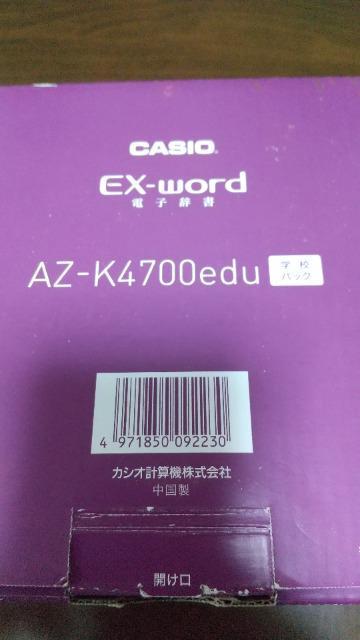 CASIO
EX-word
電子辞書
AZ-K4700edu
学校
パック
4 971850 092230
カシオ計算機株式会社
中国製
開け口